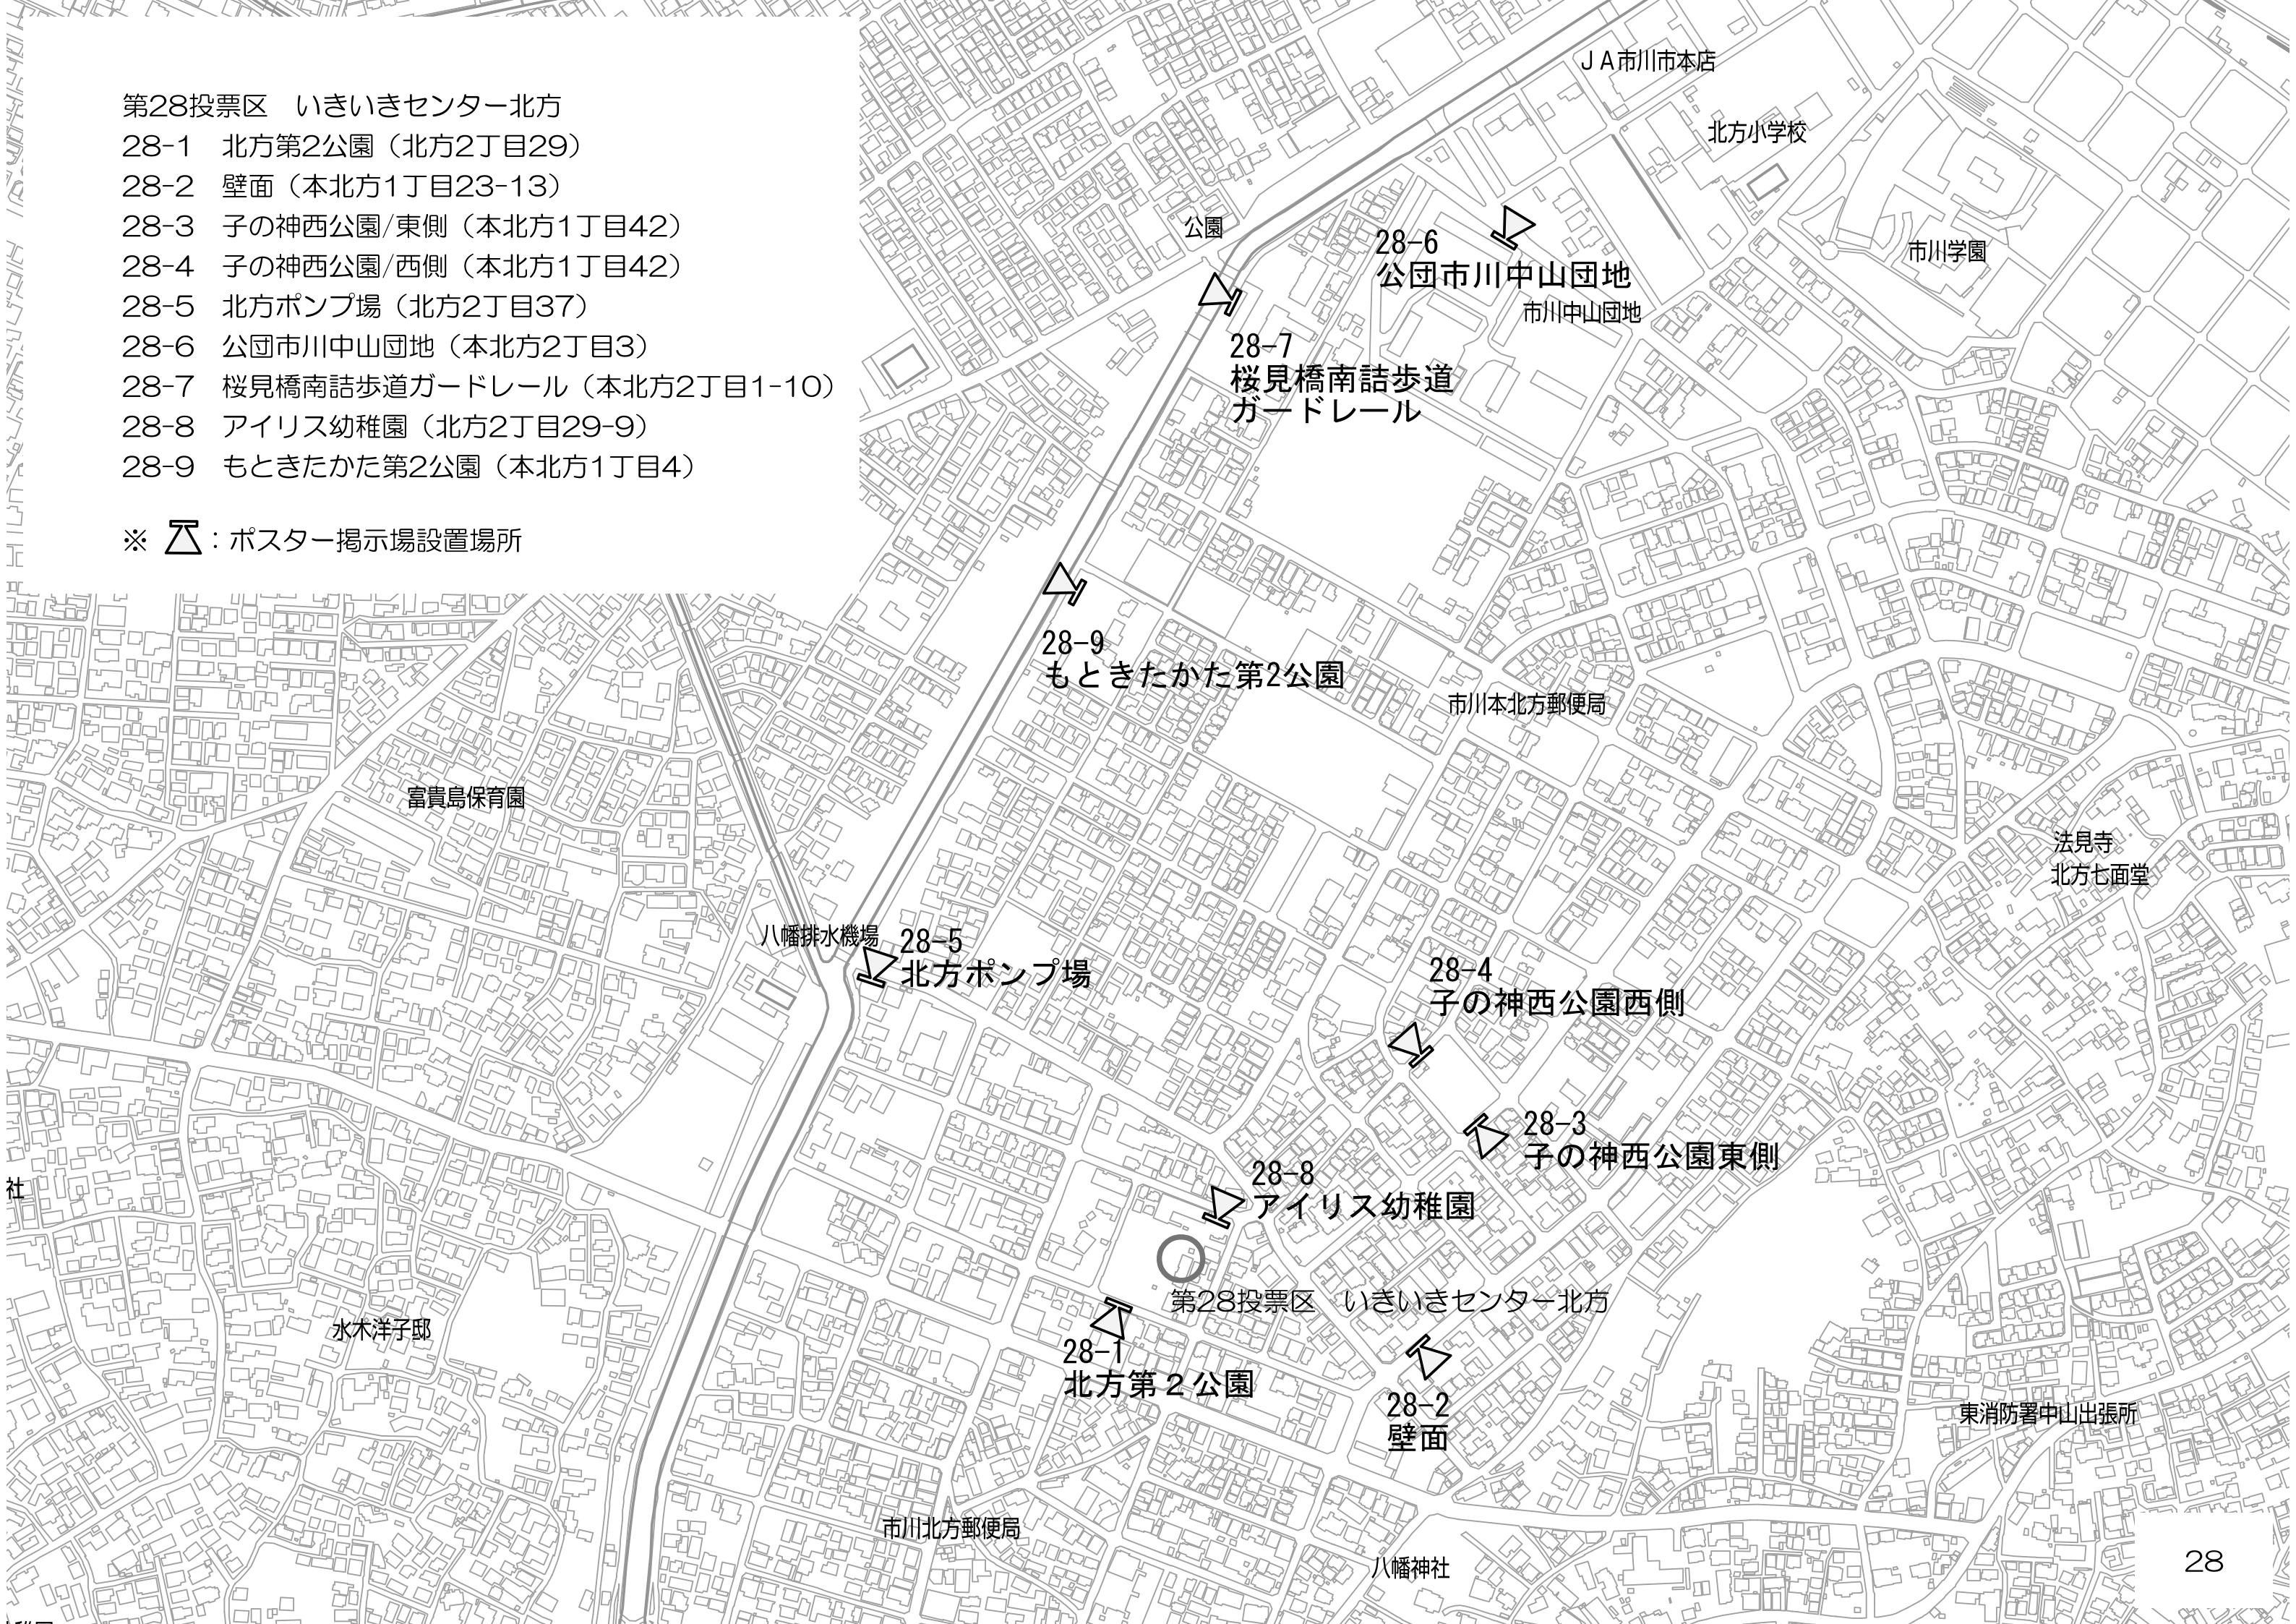 第28投票区　いきいきセンター北方
28-1　北方第2公園（北方2丁目29）
28-2　壁面（本北方1丁目23-13）
28-3　子の神西公園/東側（本北方1丁目42）
28-4　子の神西公園/西側（本北方1丁目42）
28-5　北方ポンプ場（北方2丁目37）
28-6　公団市川中山団地（本北方2丁目3）
28-7　桜見橋南詰歩道ガードレール（本北方2丁目1-10）
28-8　アイリス幼稚園（北方2丁目29-9）
28-9　もときたかた第2公園（本北方1丁目4）
※　：ポスター掲示場設置場所
ＪＡ市川市本店
北方小学校
公園
28-6
公団市川中山団地
市川学園
市川中山団地
28-7
桜見橋南詰歩道
ガードレール
28-9
もときたかた第2公園
市川本北方郵便局
富貴島保育園
法見寺
北方七面堂
八幡排水機場
28-5
北方ポンプ場
28-4
子の神西公園西側
28-3
子の神西公園東側
社
28-8
アイリス幼稚園
第28投票区　いきいきセンター北方
水木洋子邸
28-1
北方第２公園
28-2
壁面
東消防署中山出張所
市川北方郵便局
八幡神社
28